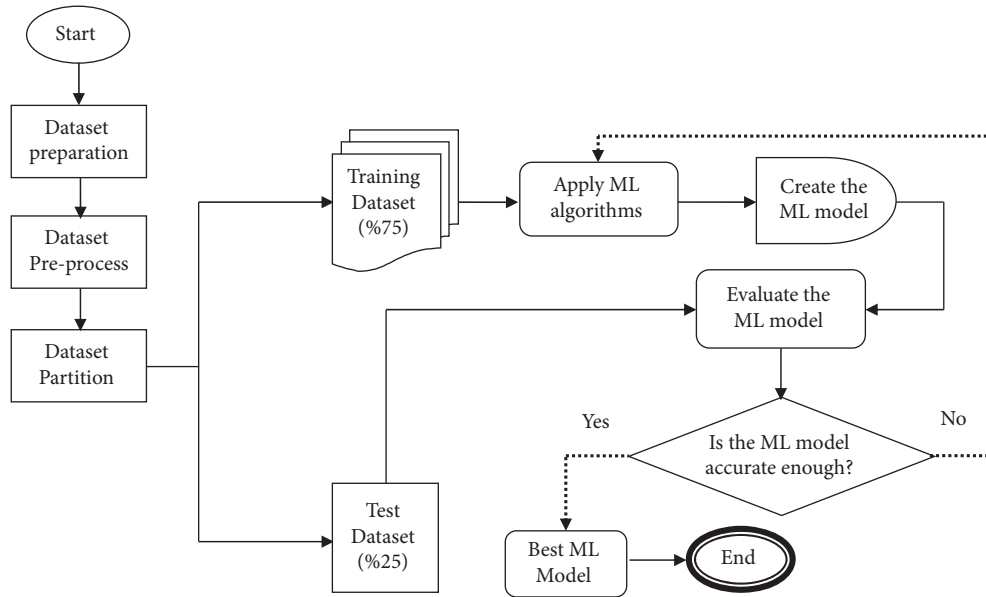 Start
Dataset
preparation
Dataset
Pre-process
Dataset
Partition
Training
Dataset
(%75)
Apply ML
algorithms
Create the
ML model
Evaluate the
ML model
Is the ML model
accurate enough?
Yes
No
Test
Dataset
(%25)
Best ML
Model
End